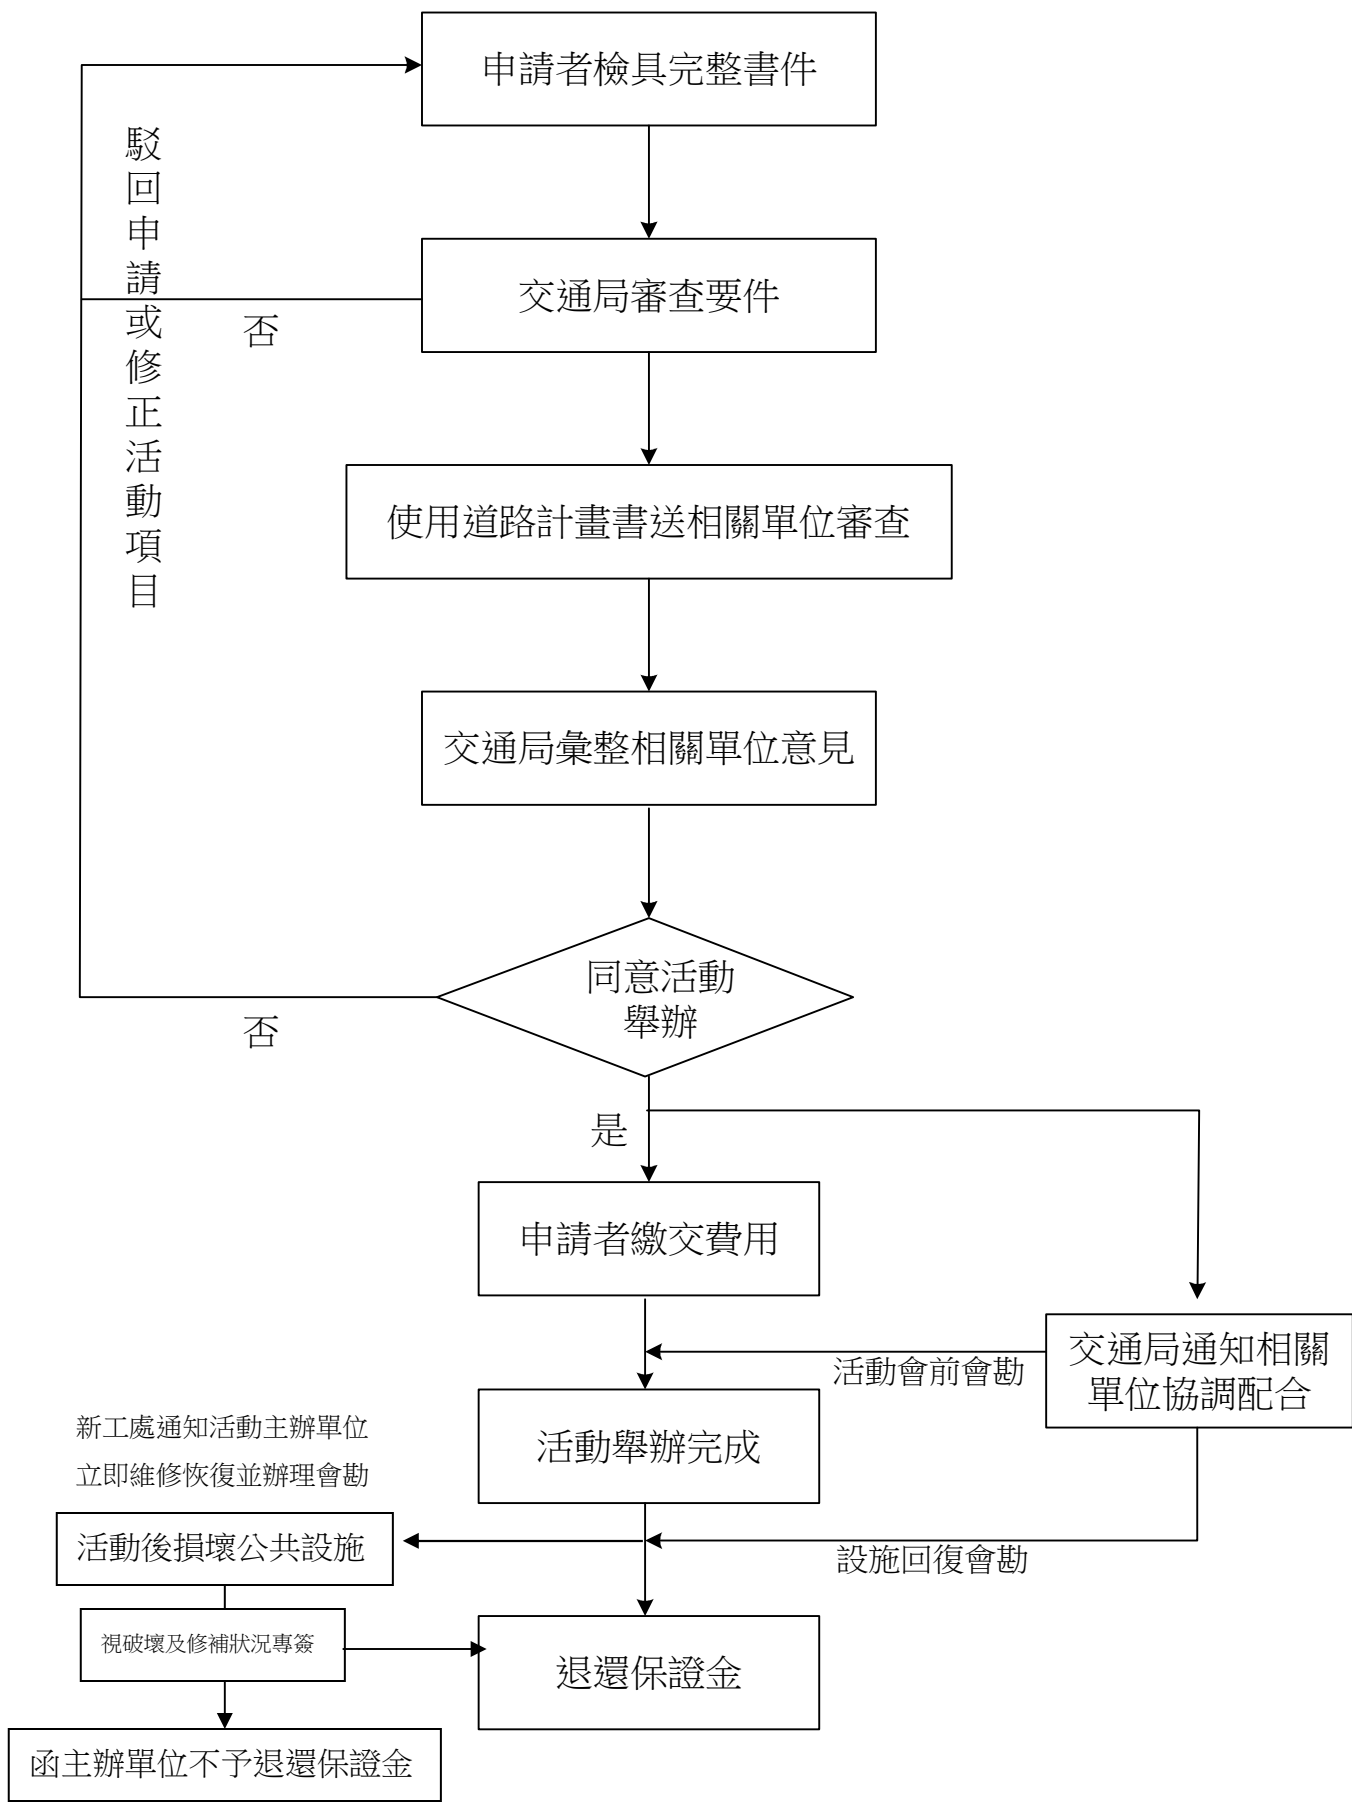 申請者檢具完整書件
駁回申請或修正活動項目
交通局審查要件
否
使用道路計畫書送相關單位審查
交通局彙整相關單位意見
同意活動
舉辦
否
是
申請者繳交費用
交通局通知相關
單位協調配合
活動會前會勘
新工處通知活動主辦單位
立即維修恢復並辦理會勘
活動舉辦完成
活動後損壞公共設施
設施回復會勘
視破壞及修補狀況專簽
退還保證金
函主辦單位不予退還保證金